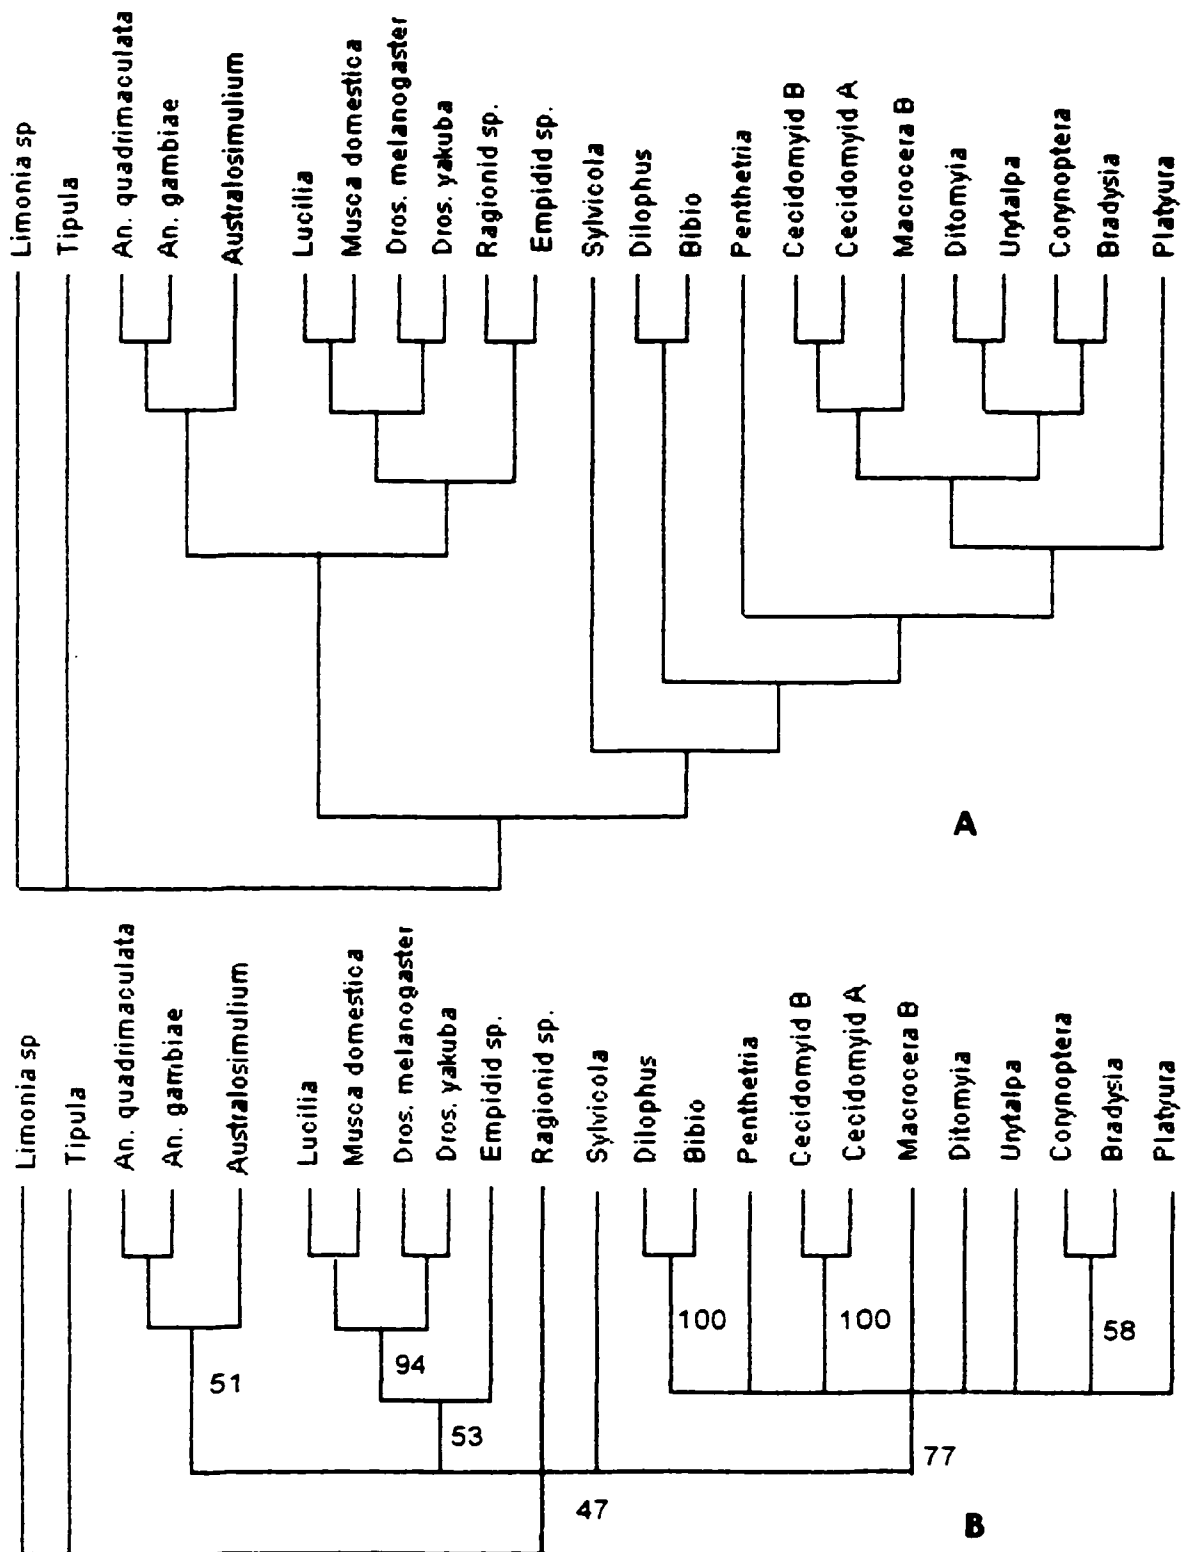 Limonia sp
Tipula
An. quadrimaculata
An. gambiae
Australosimulium
Lucilia
Musca domestica
Dros. melanogaster
Dros. yakuba
Ragionid sp.
Empidid sp.
Sylvicola
Dilophus
Bibio
Penthetria
Cecidomyid B
Cecidomyid A
Macrocera B
Ditomyia
Urytalpa
Corynoptera
Bradysia
Platyura
A
Limonia sp
Tipula
An. quadrimaculata
An. gambiae
Australosimulium
Lucilia
Musca domestica
Dros. melanogaster
Dros. yakuba
Empidid sp.
Ragionid sp.
Sylvicola
Dilophus
Bibio
Penthetria
Cecidomyid B
Cecidomyid A
Macrocera B
Ditomyia
Urytalpa
Corynoptera
Bradysia
Platyura
100
100
58
94
51
53
77
47
B